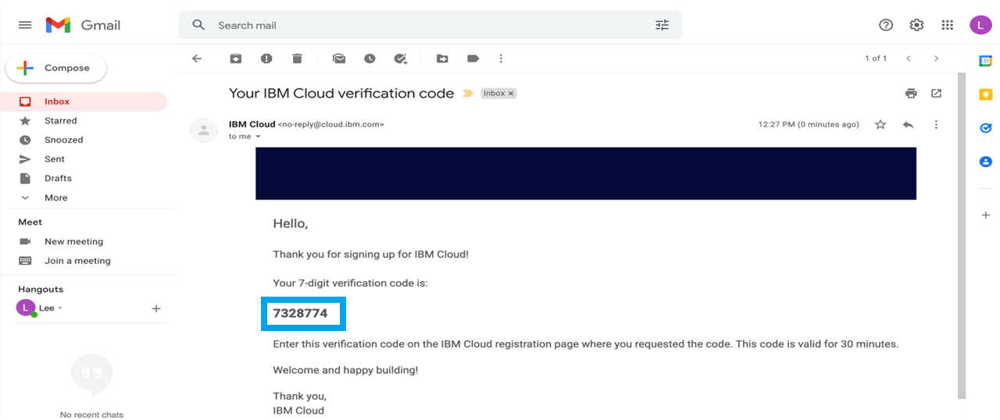 Gmail
Search mail
L
Compose
1 of 1
31
Inbox
Starred
Snoozed
Sent
Drafts
More
Meet
New meeting
Join a meeting
Hangouts
L Lee
No recent chats
Your IBM Cloud verification code Inbox
IBM Cloud <no-reply@cloud.ibm.com> 12:27 PM (0 minutes ago)
to me
Hello,
Thank you for signing up for IBM Cloud!
Your 7-digit verification code is:
7328774
Enter this verification code on the IBM Cloud registration page where you requested the code. This code is valid for 30 minutes.
Welcome and happy building!
Thank you,
IBM Cloud